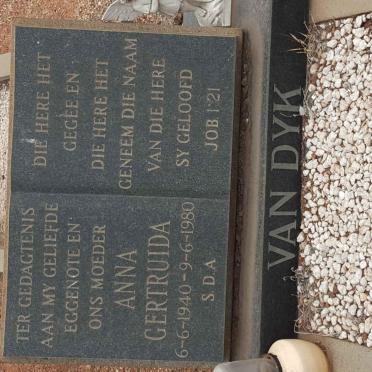 TER GEDAGTENIS
AAN MY GELIEFDE
EGGENOTE EN
ONS MOEDER
ANNA
GERTRUIDA
6-6-1940-9-6-1980
S.D.A
DIE HERE HET
GEGEE EN
DIE HERE HET
GENEEM DIE NAAM
VAN DIE HERE
SY GELOOFD
JOB 1:21
VAN DYK